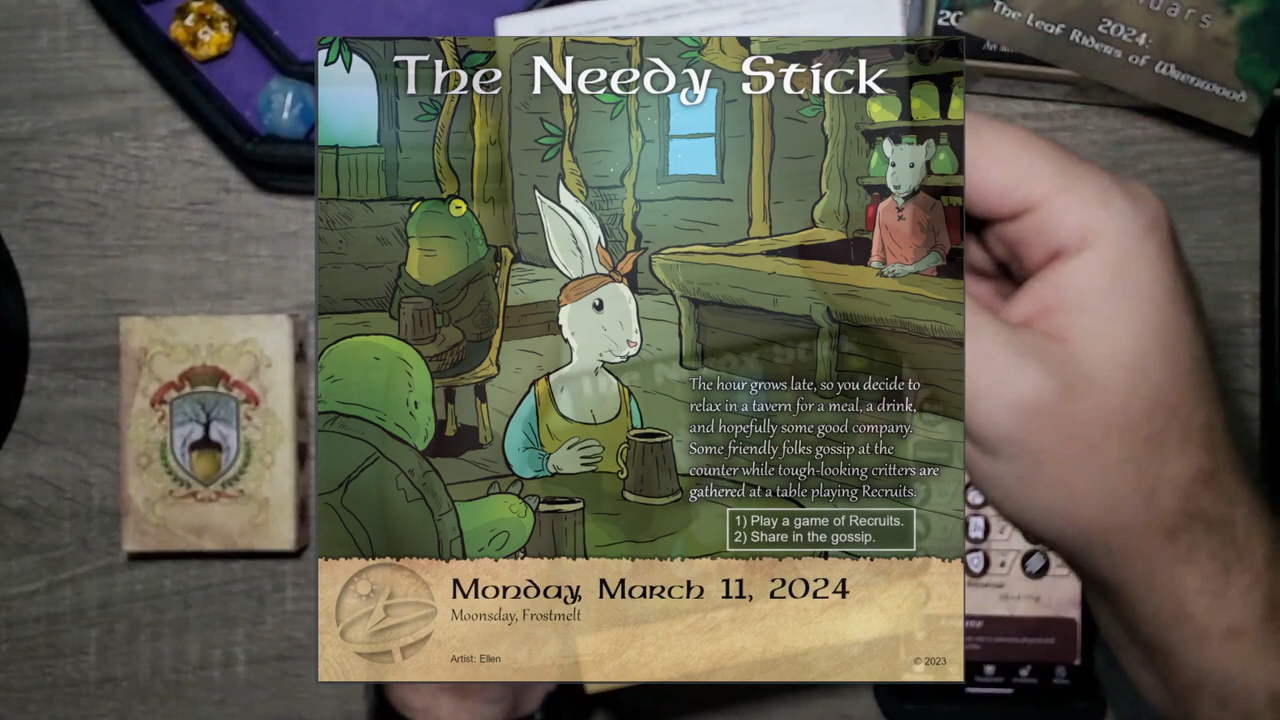 The Needy Stick
20
2024:
The Leaf Riders of Wrenwood
The hour grows late, so you decide to
relax in a tavern for a meal, a drink,
and hopefully some good company.
Some friendly folks gossip at the
counter while tough-looking critters are
gathered at a table playing Recruits.
1) Play a game of Recruits.
2) Share in the gossip.
Monday, March 11, 2024
Moonsday, Frostmelt
Artist: Ellen
© 2023